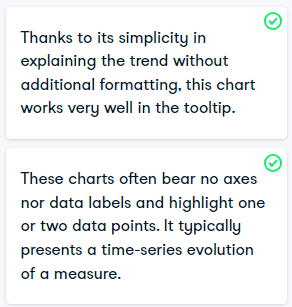 Thanks to its simplicity in
explaining the trend without
additional formatting, this chart
works very well in the tooltip.
These charts often bear no axes
nor data labels and highlight one
or two data points. It typically
presents a time-series evolution
of a measure.